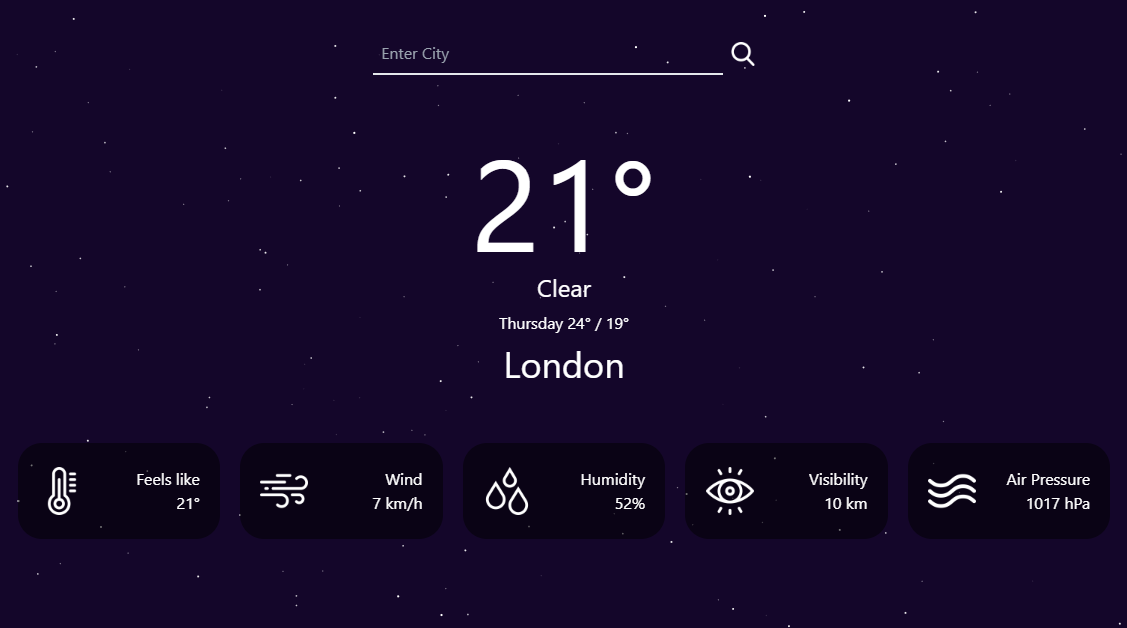 Enter City
21°
Clear
Thursday 24° / 19°
London
Feels like
21°
Wind
7 km/h
Humidity
52%
Visibility
10 km
Air Pressure
1017 hPa